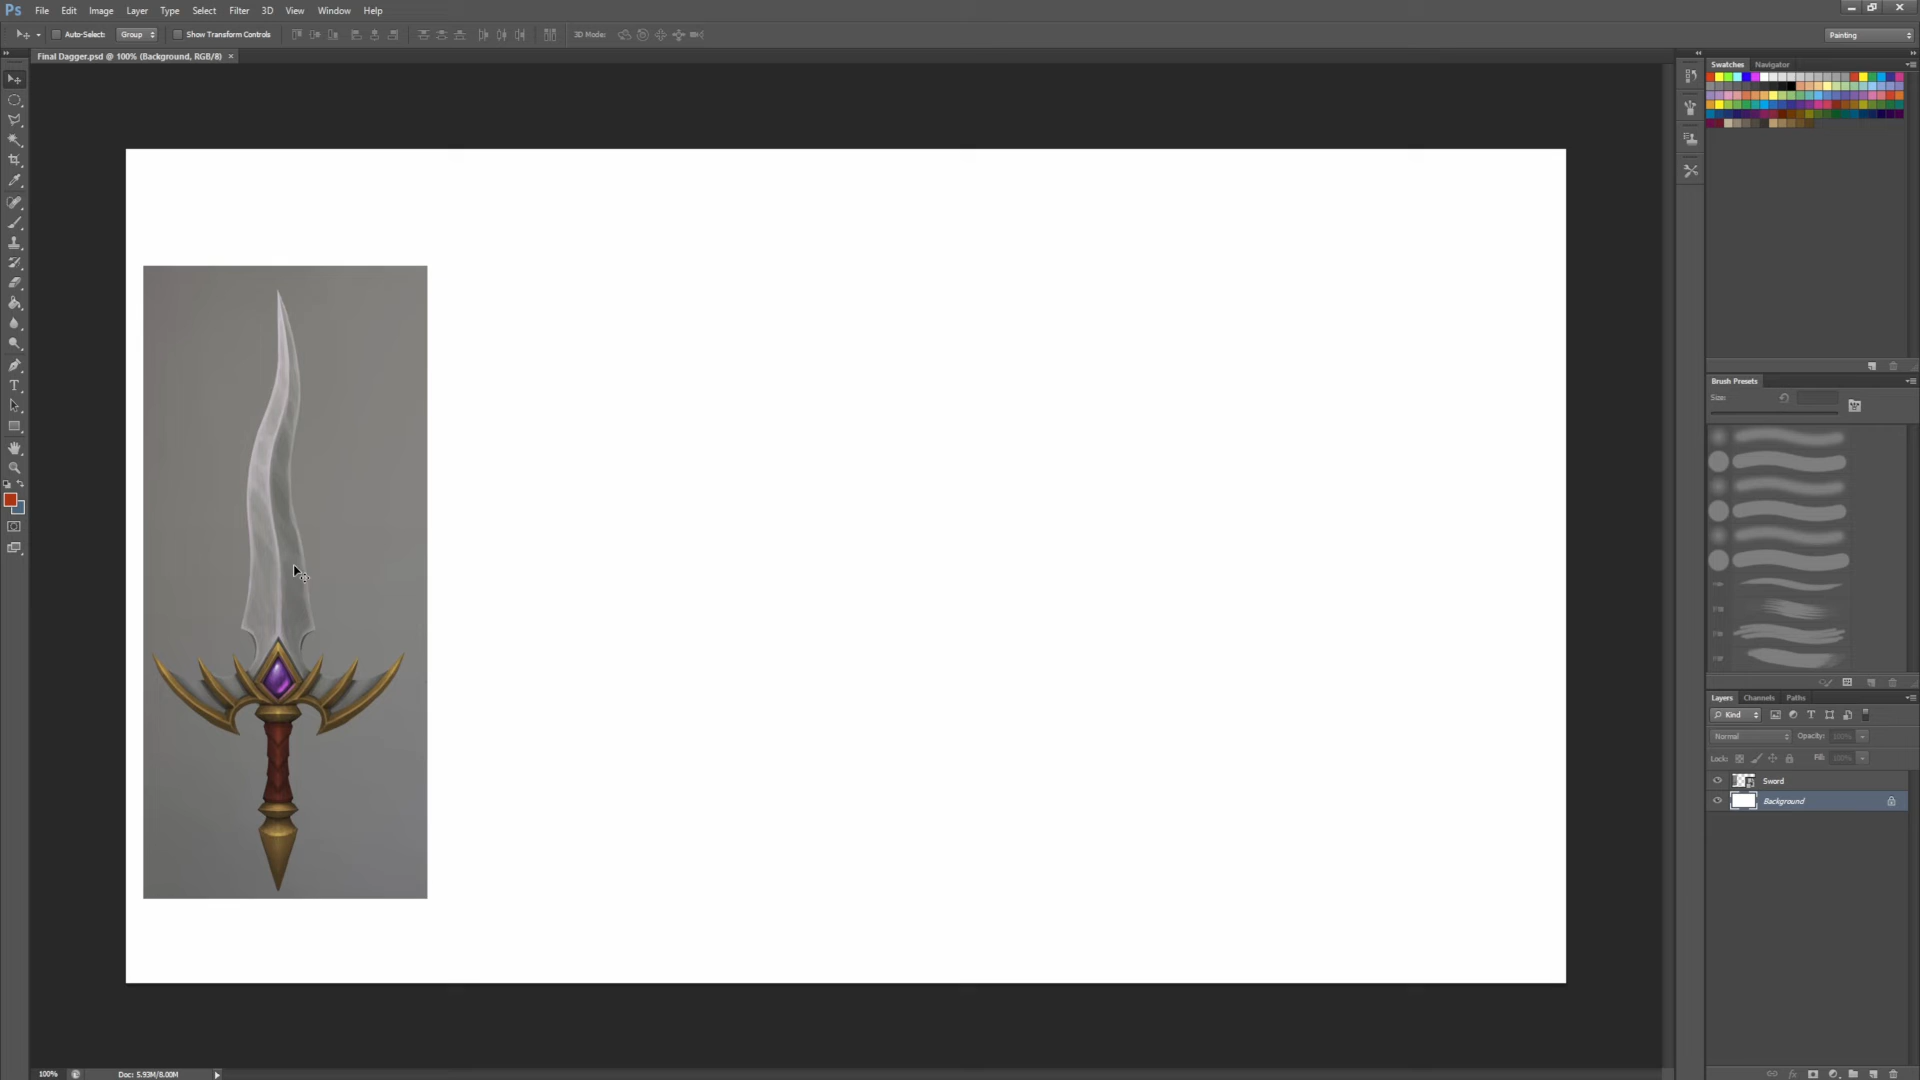 Ps File Edit Image Layer Type Select Filter 3D View Window Help
Auto-Select: Group Show Transform Controls 3D Mode: Painting
Final Dagger.psd @ 100% (Background, RGB/8) ×
Swatches Navigator
Brush Presets
Size:
Layers Channels Paths
Kind
Normal Opacity: 100%
Lock: Fill: 100%
Sword
Background
100% Doc: 5.93M/8.00M